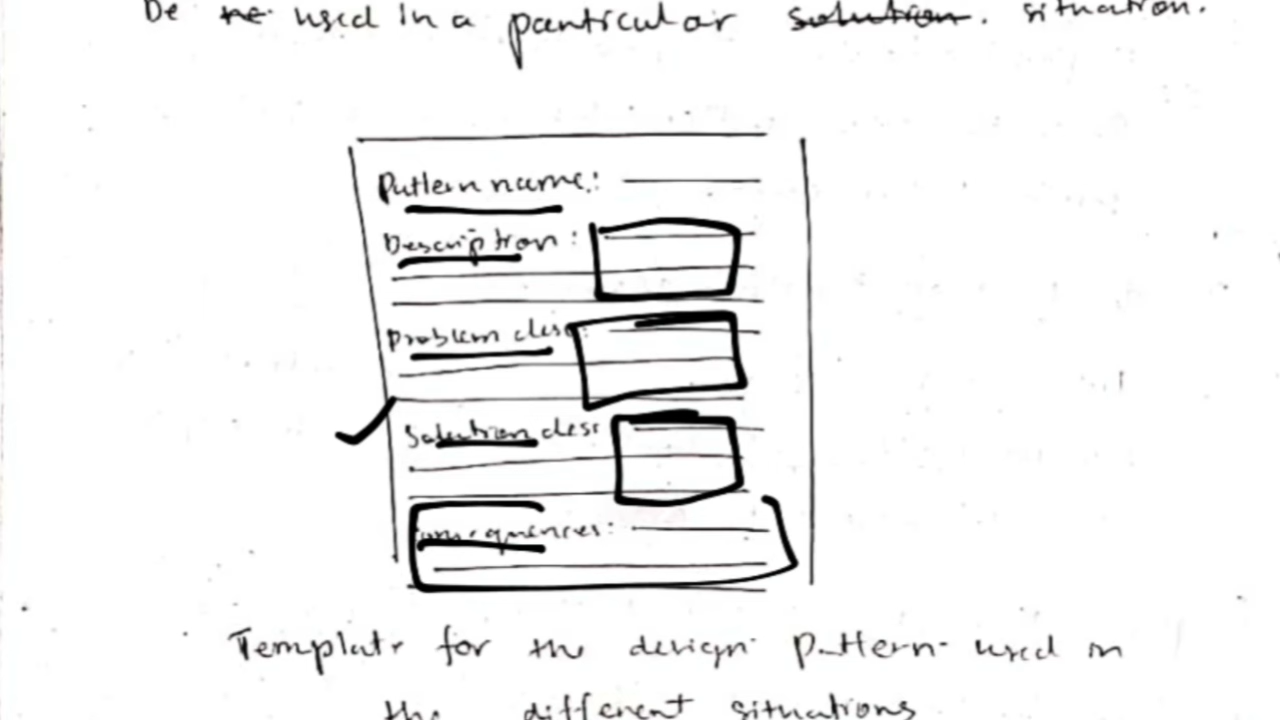 be used in a particular situation.
Pattern name:
Description:
Problem desc:
Solution desc
Consequences:
Template for the design Pattern used in
the different situations